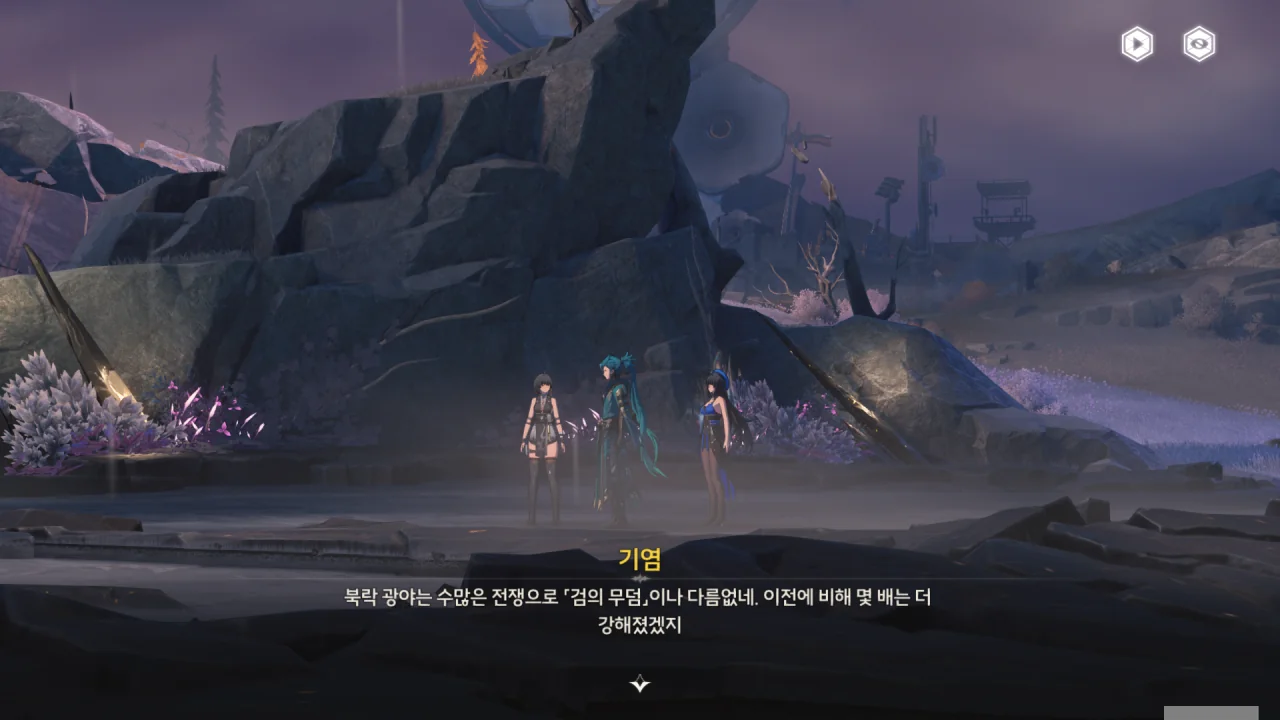 기염
북락 광야는 수많은 전쟁으로 「검의 무덤」이나 다름없네. 이전에 비해 몇 배는 더
강해졌겠지